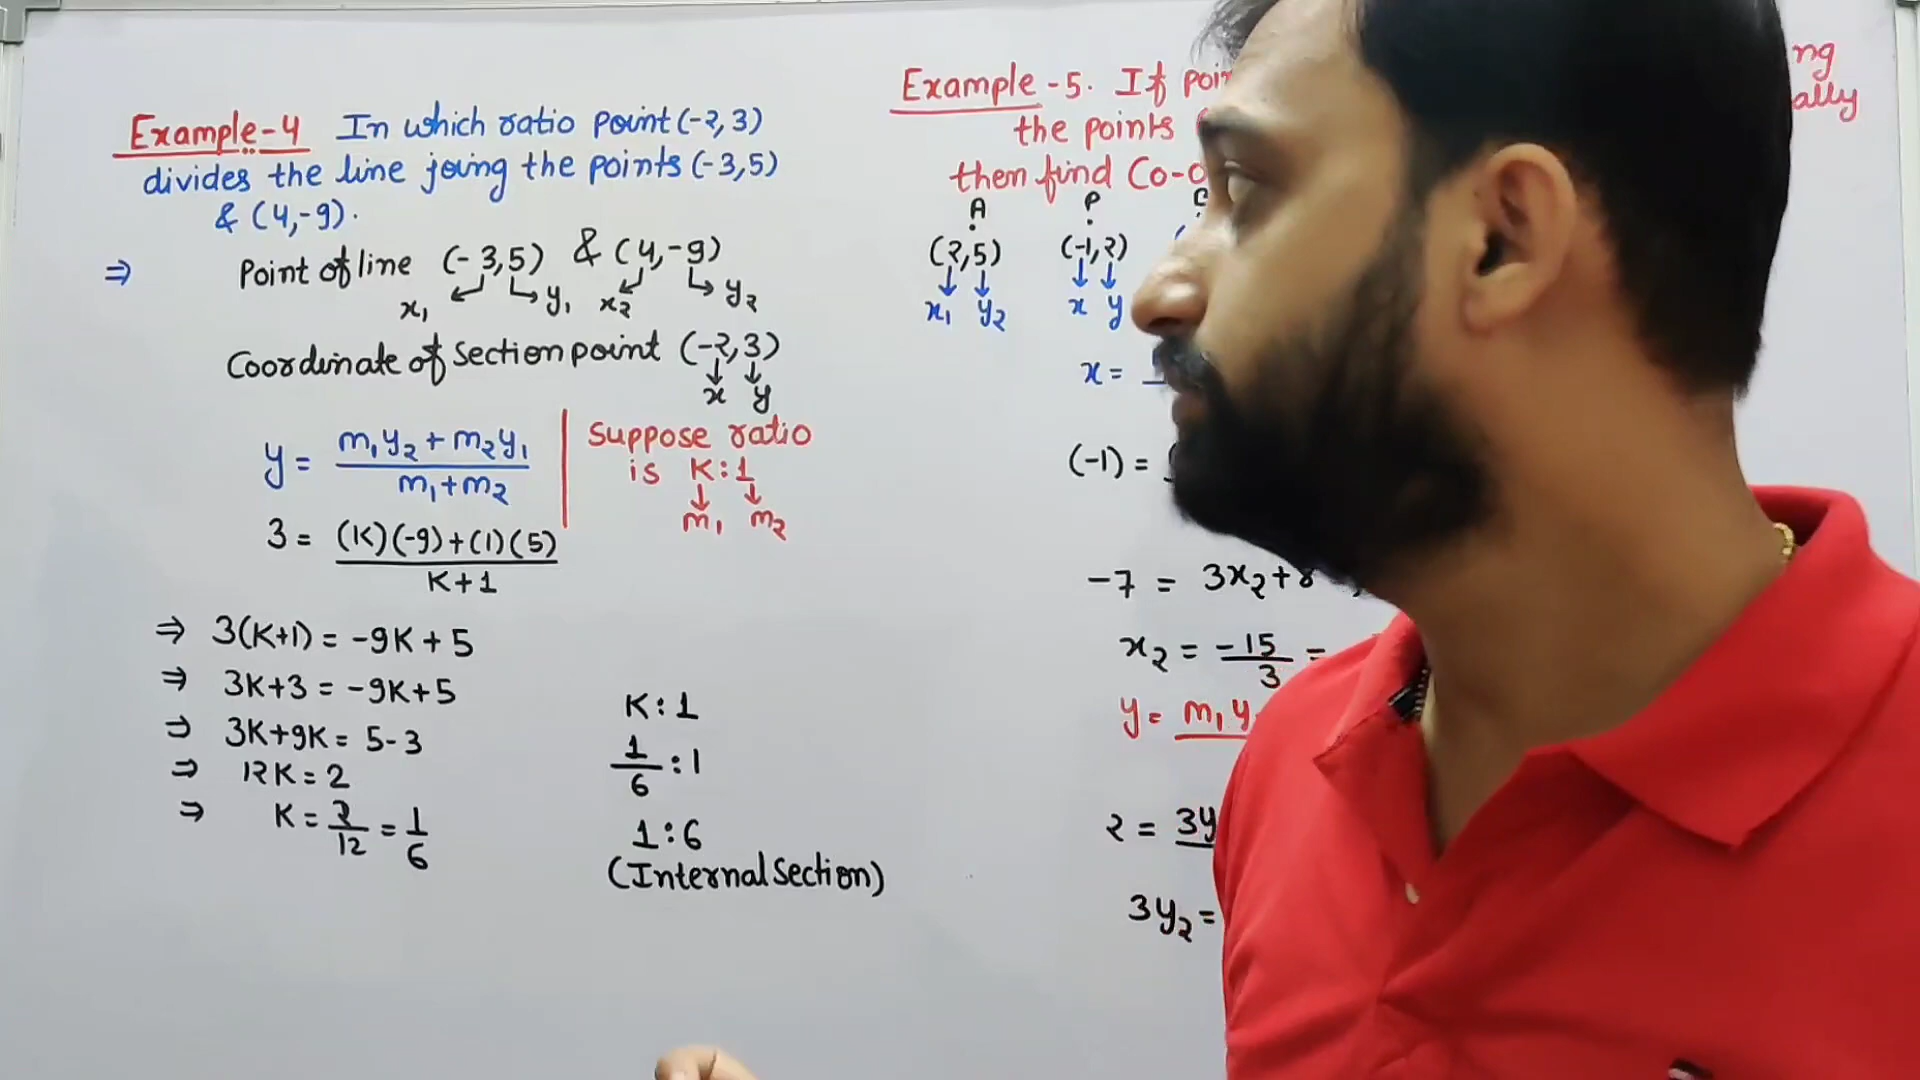 Example-4 In which ratio point (-2, 3)
divides the line joing the points (-3,5)
& (4,-9).
⇒ Point of line (-3,5) & (4,-9)
x₁ y₁ x₂ y₂
Coordinate of Section point (-2,3)
x y
y = m₁y₂ + m₂y₁ / m₁+m₂
Suppose ratio
is K:1
m₁ m₂
3 = (K)(-9)+(1)(5) / K+1
⇒ 3(K+1) = -9K + 5
⇒ 3K+3 = -9K+5
⇒ 3K+9K = 5-3
⇒ 12K = 2
⇒ K = 2/12 = 1/6
K:1
1/6 :1
1:6
(Internal Section)
Example-5. If
the points
then find
ng
ally
A P
(2,5) (-1,2)
x₁ y₂ x y
x =
(-1) =
-7 = 3x₂+8
x₂ = -15/3 =
y = m₁y
2 = 3y
3y₂ =